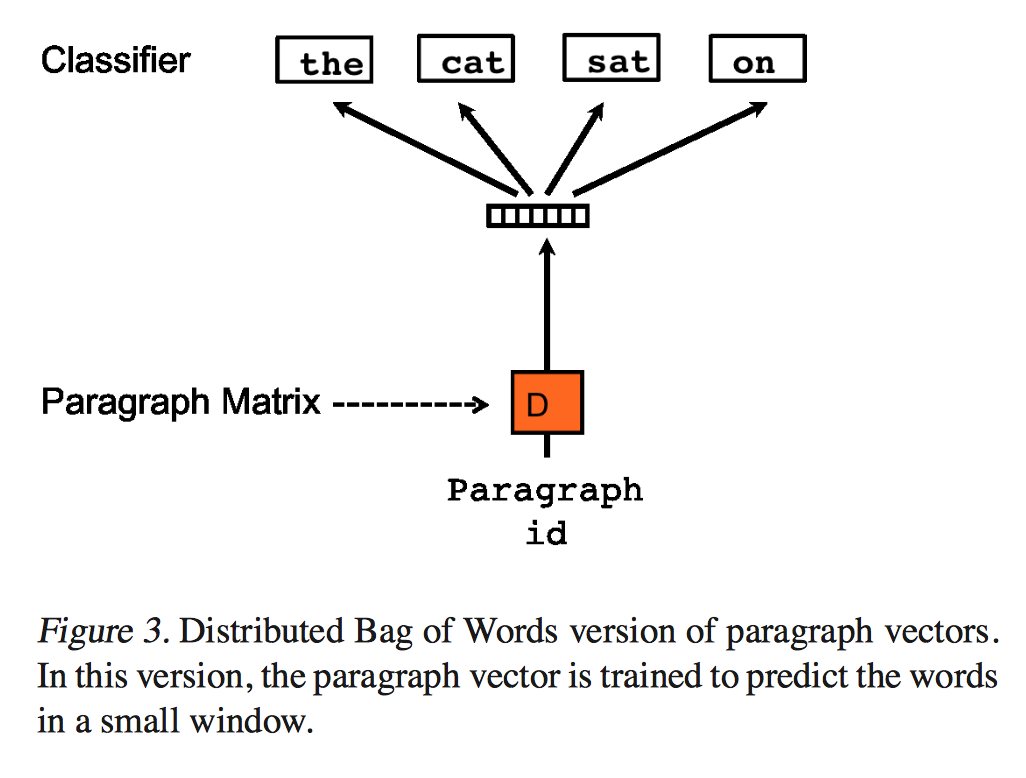 Classifier the cat sat on
Paragraph Matrix D
Paragraph
id
Figure 3. Distributed Bag of Words version of paragraph vectors.
In this version, the paragraph vector is trained to predict the words
in a small window.